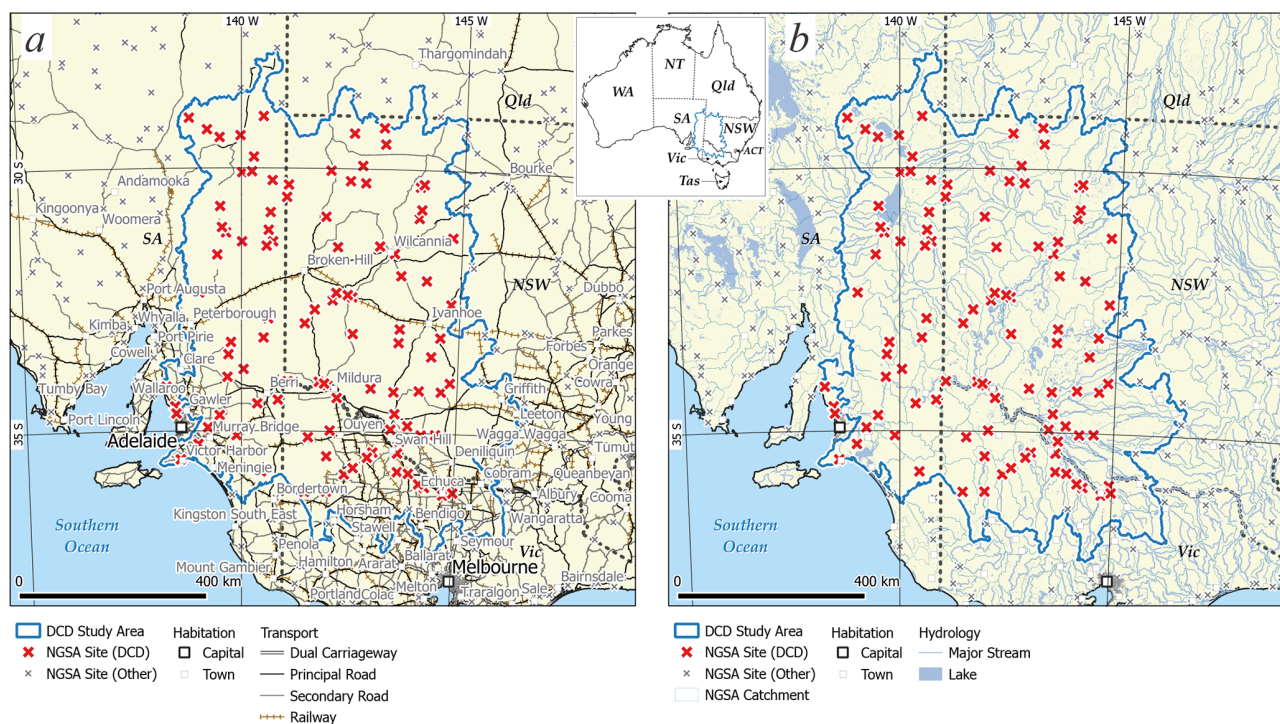 a
140 W
145 W
Thargomindah
Qld
30 S
Bourke
Andamooka
Kingoonya
Woomera
SA
Wilcannia
Broken Hill
NSW
Port Augusta
Dubbo
Peterborough
Whyalla
Ivanhoe
Kimba
Port Pirie
Parkes
Forbes
Cowell
Clare
Orange
Berri
Mildura
Cowra
Tumby Bay
Wallaroo
Griffith
Gawler
Leeton
Port Lincoln
Murray Bridge
Ouyen
Young
35 S
Adelaide
Swan Hill
Wagga Wagga
Tumut
Victor Harbor
Deniliquin
Meningie
Cobram
Queanbeyan
Echuca
Bordertown
Albury
Cooma
Kingston South East
Horsham
Bendigo
Wangaratta
Southern
Ocean
Stawell
Penola
Seymour
Vic
Ballarat
Mount Gambier
Hamilton
Ararat
Melbourne
Bairnsdale
0
400 km
Portland
Colac
Melton
Traralgon
Sale
WA
NT
Qld
SA
NSW
ACT
Vic
Tas
b
140 W
145 W
Qld
30 S
SA
NSW
35 S
Southern
Ocean
Vic
0
400 km
DCD Study Area
NGSA Site (DCD)
NGSA Site (Other)
Habitation
Capital
Town
Transport
Dual Carriageway
Principal Road
Secondary Road
Railway
DCD Study Area
NGSA Site (DCD)
NGSA Site (Other)
NGSA Catchment
Habitation
Capital
Town
Hydrology
Major Stream
Lake